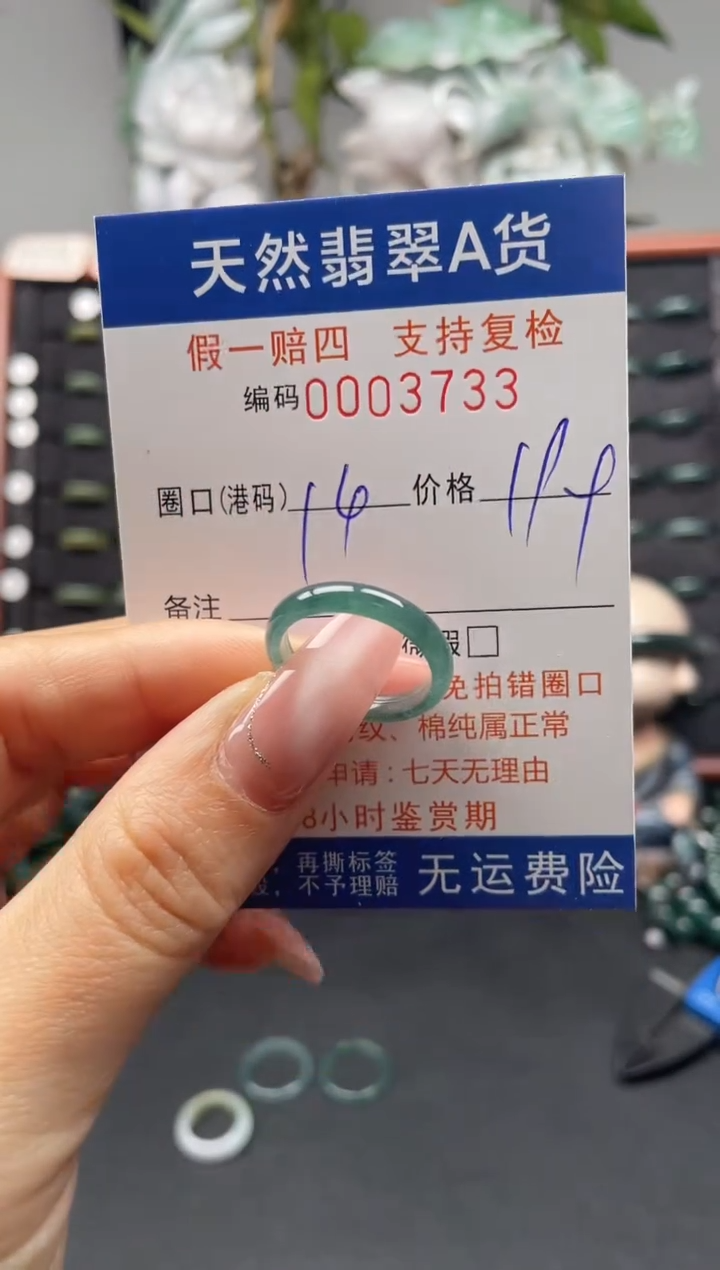 天然翡翠A货
假一赔四 支持复检
编码0003733
圈口(港码) 价格
备注
微瑕□
免拍错圈口
纹、棉纯属正常
申请:七天无理由
8小时鉴赏期
再撕标签
不予理赔
无运费险